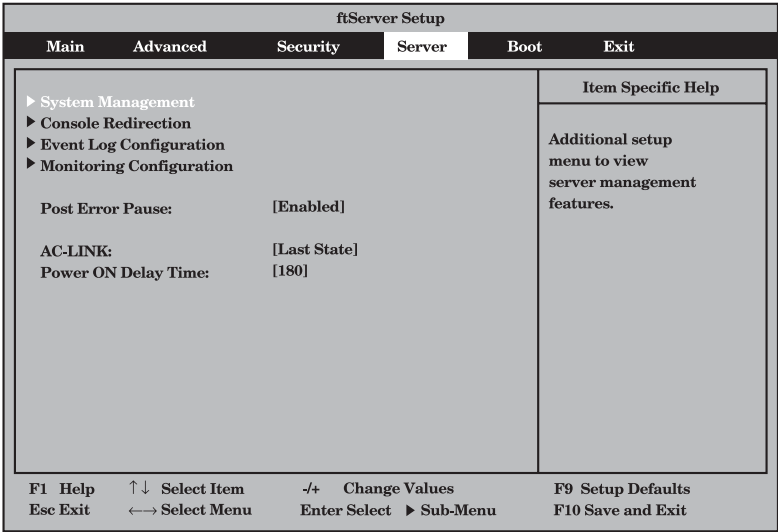 ftServer Setup
Main Advanced Security Server Boot Exit
▶ System Management
▶ Console Redirection
▶ Event Log Configuration
▶ Monitoring Configuration
Post Error Pause: [Enabled]
AC-LINK: [Last State]
Power ON Delay Time: [180]
Item Specific Help
Additional setup
menu to view
server management
features.
F1 Help ↑↓ Select Item -/+ Change Values F9 Setup Defaults
Esc Exit ←→ Select Menu Enter Select ▶ Sub-Menu F10 Save and Exit